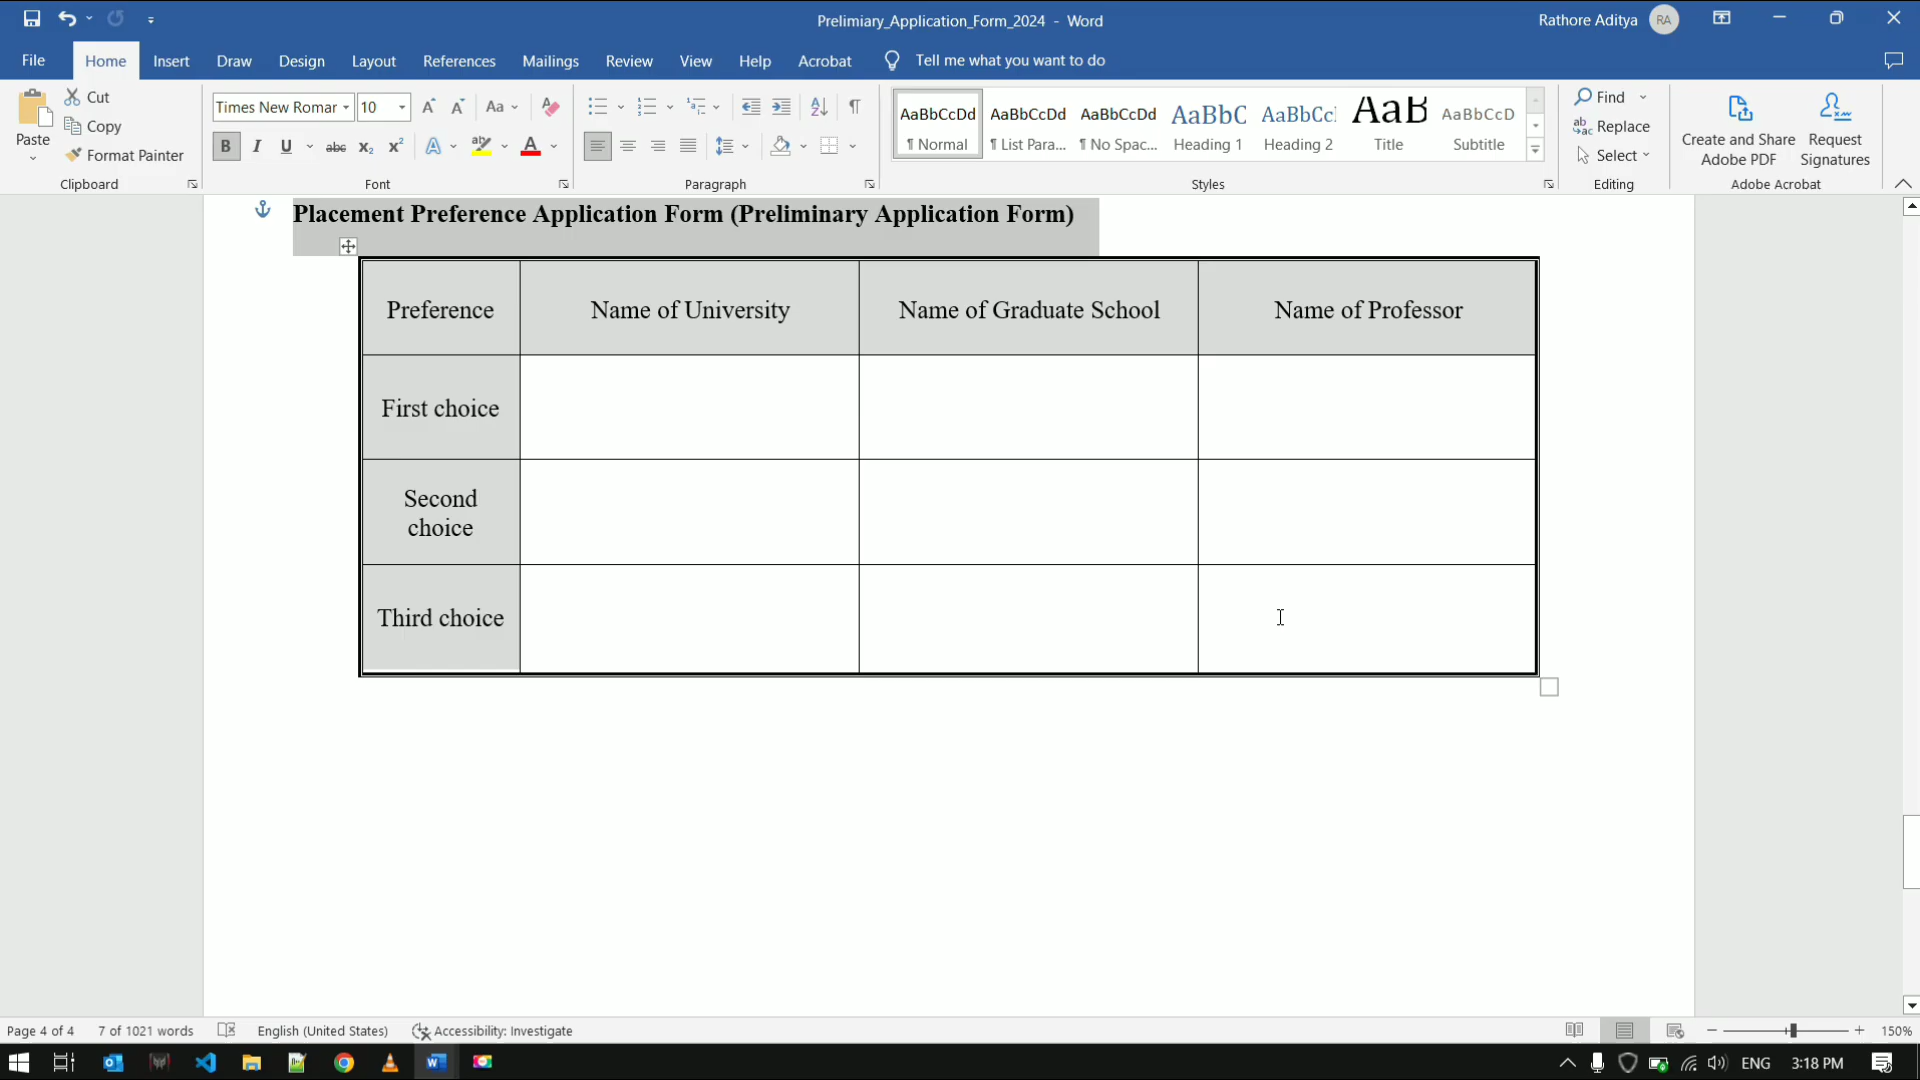 Prelimiary_Application_Form_2024 - Word
Rathore Aditya RA
File Home Insert Draw Design Layout References Mailings Review View Help Acrobat Tell me what you want to do
Paste
Cut
Copy
Format Painter
Clipboard
Times New Romar 10
Font
Paragraph
AaBbCcDd AaBbCcDd AaBbCcDd AaBbC AaBbCcl AaB AaBbCcD
¶ Normal ¶ List Para... ¶ No Spac... Heading 1 Heading 2 Title Subtitle
Styles
Find
Replace
Select
Editing
Create and Share
Adobe PDF
Request
Signatures
Adobe Acrobat
Placement Preference Application Form (Preliminary Application Form)
Preference Name of University Name of Graduate School Name of Professor
First choice
Second
choice
Third choice
Page 4 of 4 7 of 1021 words English (United States) Accessibility: Investigate 150%
ENG 3:18 PM